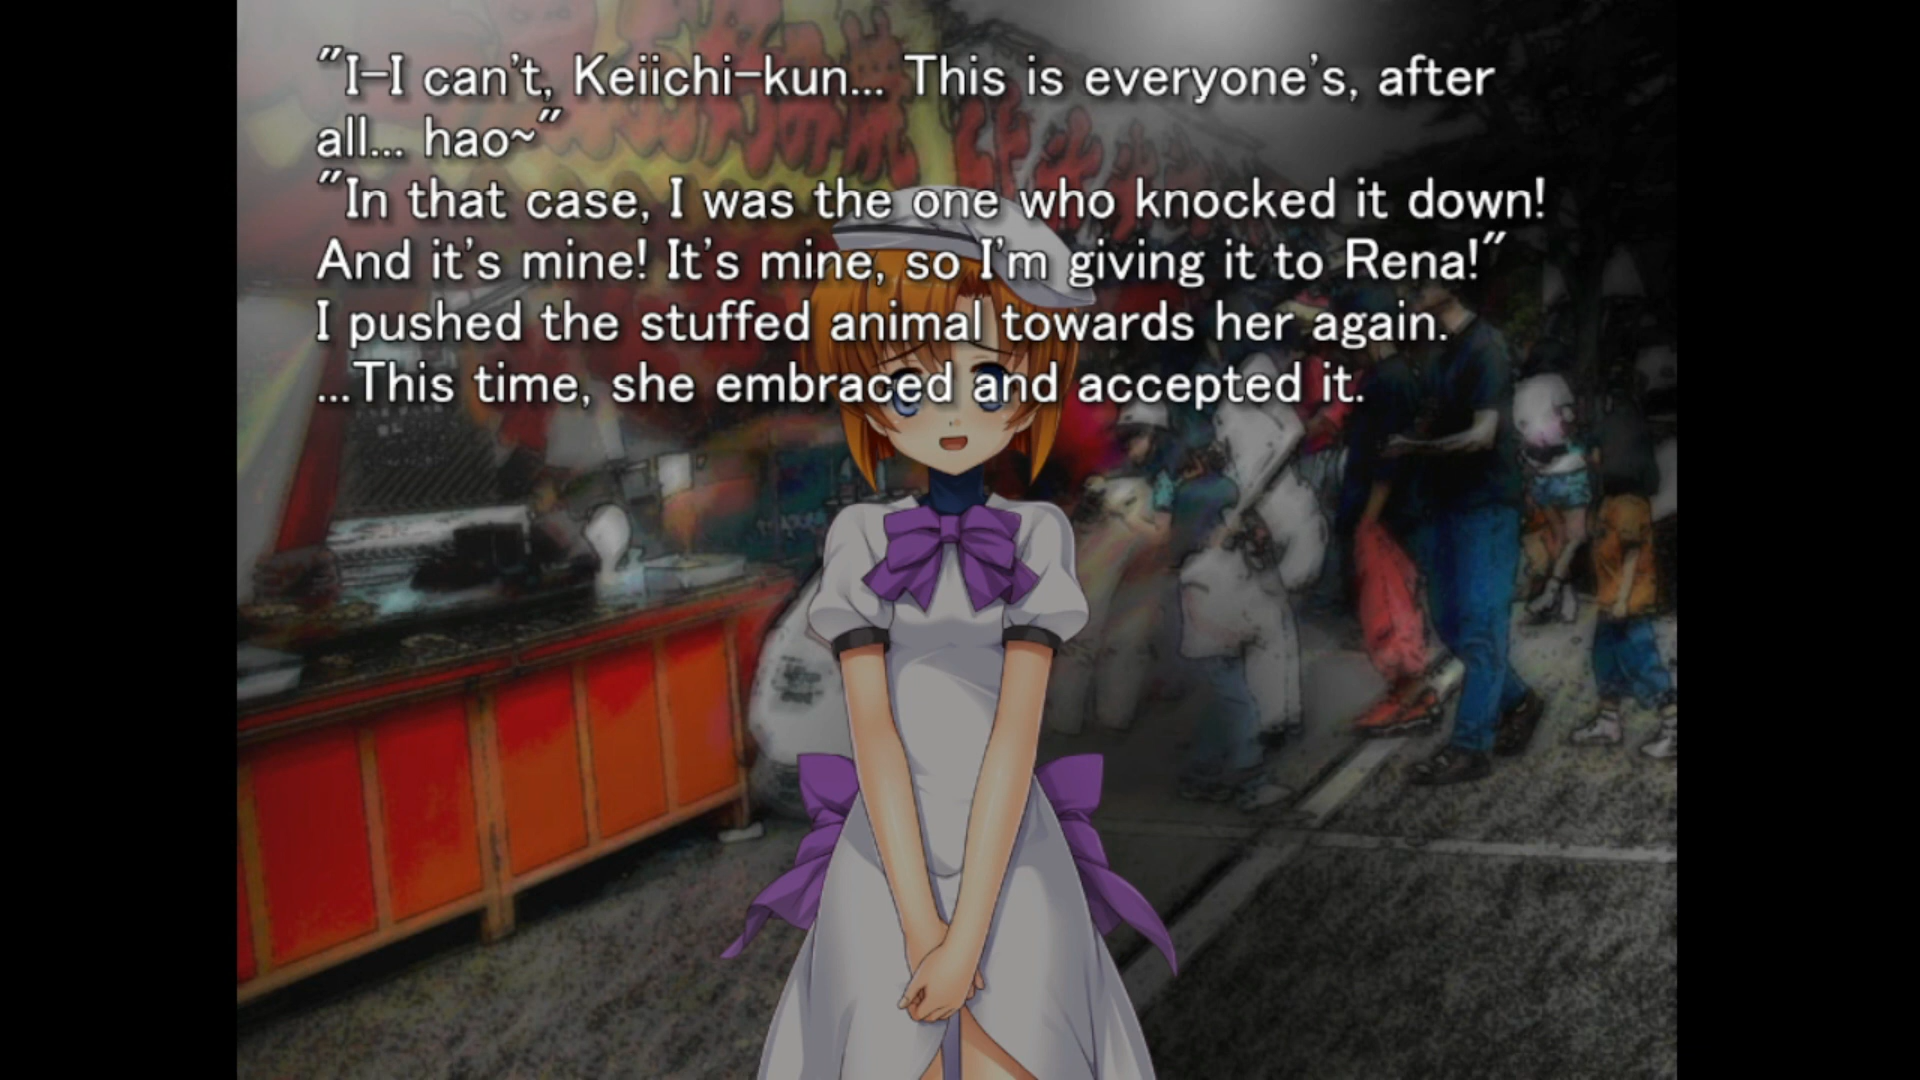 "I-I can't, Keiichi-kun... This is everyone's, after
all... hao~"
"In that case, I was the one who knocked it down!
And it's mine! It's mine, so I'm giving it to Rena!"
I pushed the stuffed animal towards her again.
...This time, she embraced and accepted it.